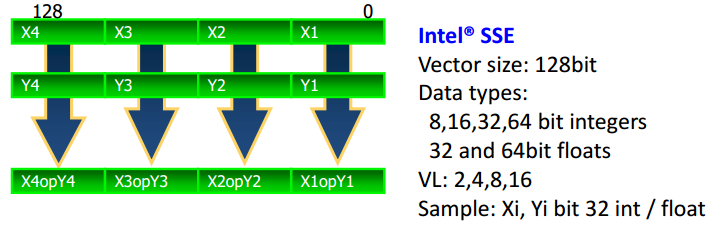 128 0
X4 X3 X2 X1
Y4 Y3 Y2 Y1
X4opY4 X3opY3 X2opY2 X1opY1
Intel® SSE
Vector size: 128bit
Data types:
8,16,32,64 bit integers
32 and 64bit floats
VL: 2,4,8,16
Sample: Xi, Yi bit 32 int / float